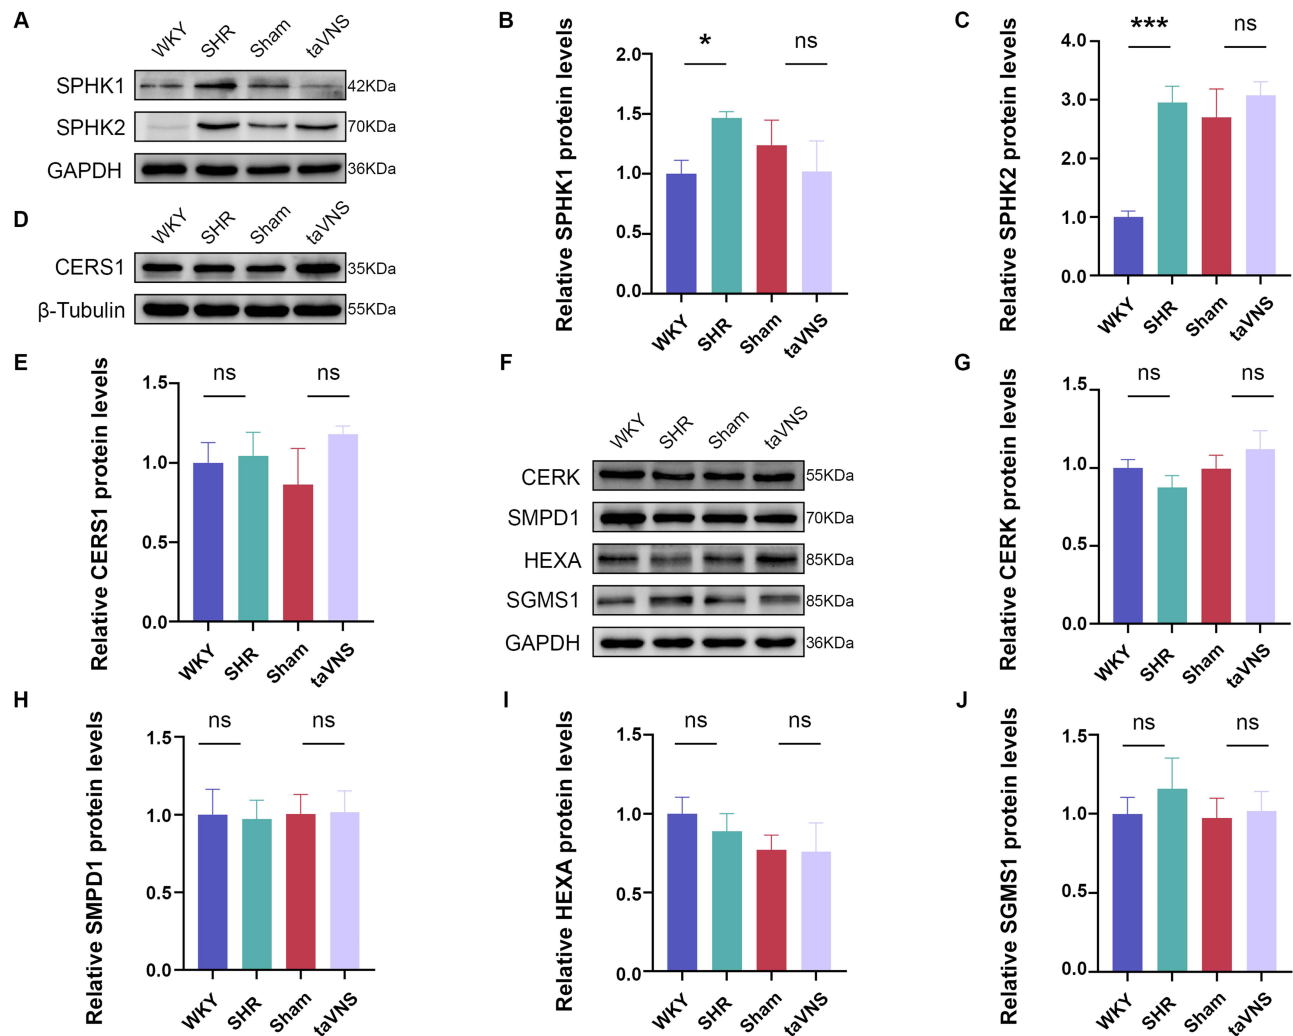 A
WKY SHR Sham taVNS
SPHK1 42KDa
SPHK2 70KDa
GAPDH 36KDa
B
Relative SPHK1 protein levels
* ns
2.0
1.5
1.0
0.5
0.0
WKY SHR Sham taVNS
C
Relative SPHK2 protein levels
*** ns
4.0
3.0
2.0
1.0
0.0
WKY SHR Sham taVNS
D
WKY SHR Sham taVNS
CERS1 35KDa
β-Tubulin 55KDa
E
Relative CERS1 protein levels
ns ns
1.5
1.0
0.5
0.0
WKY SHR Sham taVNS
F
WKY SHR Sham taVNS
CERK 55KDa
SMPD1 70KDa
HEXA 85KDa
SGMS1 85KDa
GAPDH 36KDa
G
Relative CERK protein levels
ns ns
1.5
1.0
0.5
0.0
WKY SHR Sham taVNS
H
Relative SMPD1 protein levels
ns ns
1.5
1.0
0.5
0.0
WKY SHR Sham taVNS
I
Relative HEXA protein levels
ns ns
1.5
1.0
0.5
0.0
WKY SHR Sham taVNS
J
Relative SGMS1 protein levels
ns ns
1.5
1.0
0.5
0.0
WKY SHR Sham taVNS